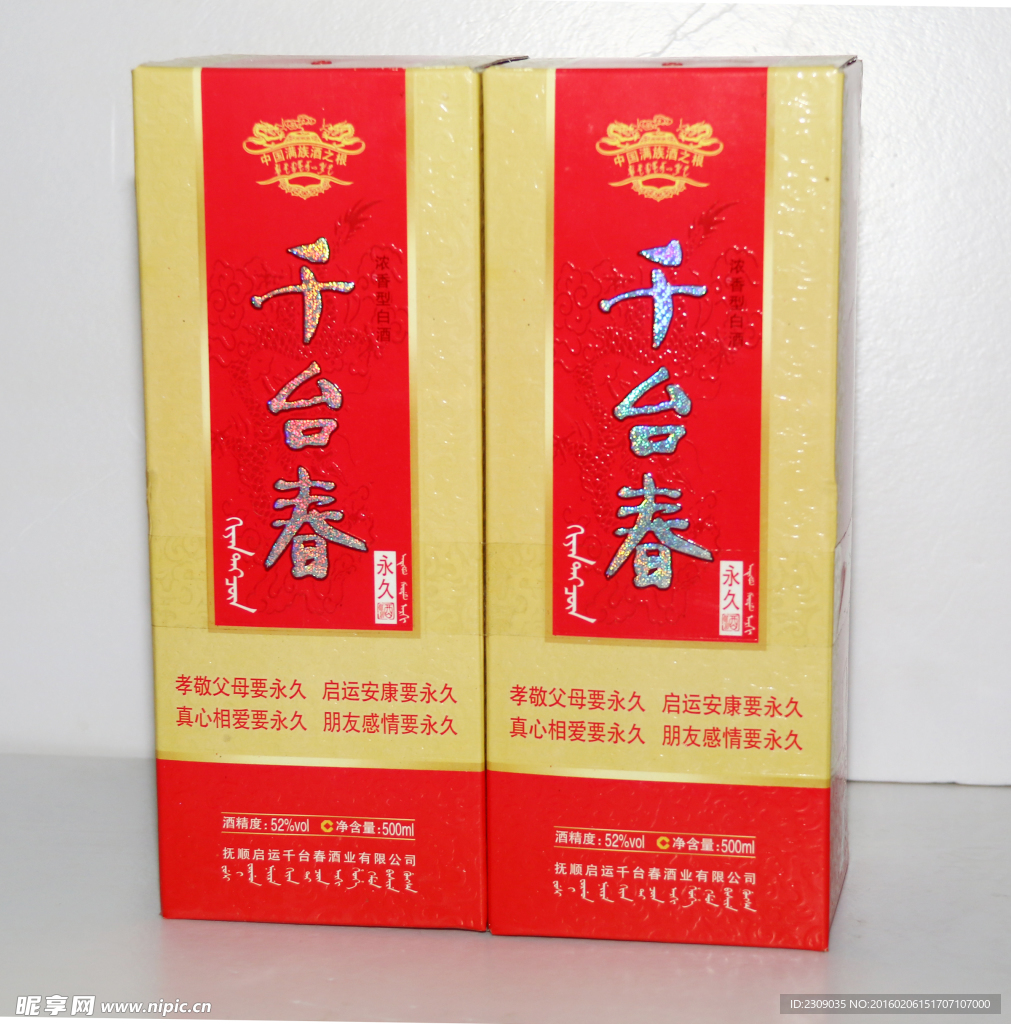 中国满族酒之根
千台春
浓香型白酒
永久
孝敬父母要永久 启运安康要永久
真心相爱要永久 朋友感情要永久
酒精度:52%vol 净含量:500ml
抚顺启运千台春酒业有限公司
中国满族酒之根
千台春
浓香型白酒
永久
孝敬父母要永久 启运安康要永久
真心相爱要永久 朋友感情要永久
酒精度:52%vol 净含量:500ml
抚顺启运千台春酒业有限公司
昵享网 www.nipic.cn
ID:2309035 NO:20160206151707107000